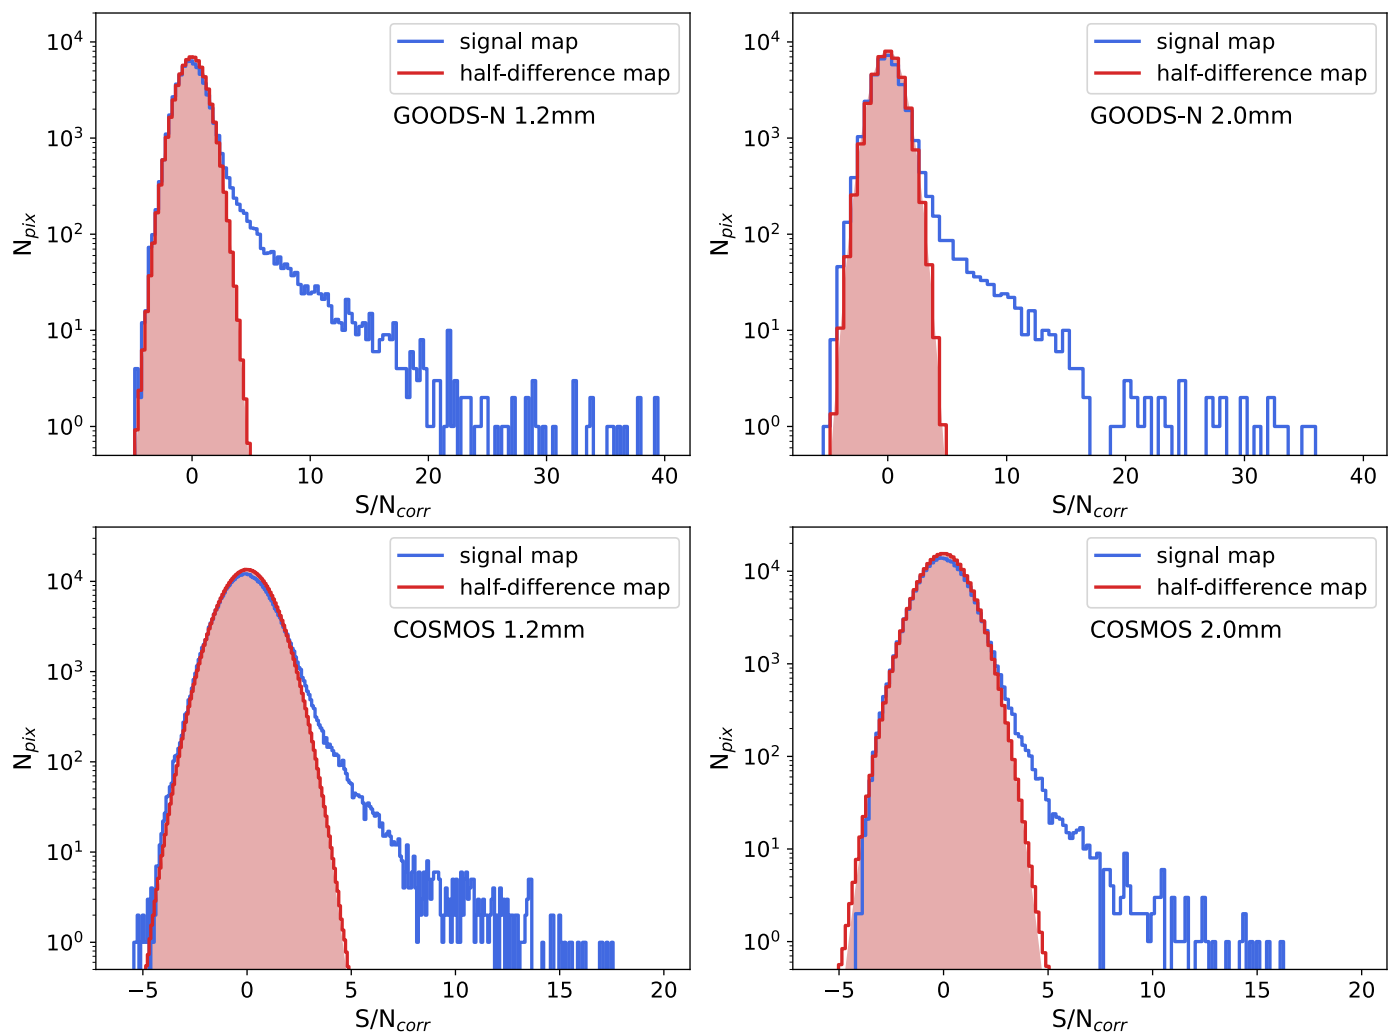 signal map
half-difference map
GOODS-N 1.2mm
N_pix
10^4
10^3
10^2
10^1
10^0
0 10 20 30 40
S/N_corr
signal map
half-difference map
GOODS-N 2.0mm
N_pix
10^4
10^3
10^2
10^1
10^0
0 10 20 30 40
S/N_corr
signal map
half-difference map
COSMOS 1.2mm
N_pix
10^4
10^3
10^2
10^1
10^0
−5 0 5 10 15 20
S/N_corr
signal map
half-difference map
COSMOS 2.0mm
N_pix
10^4
10^3
10^2
10^1
10^0
−5 0 5 10 15 20
S/N_corr